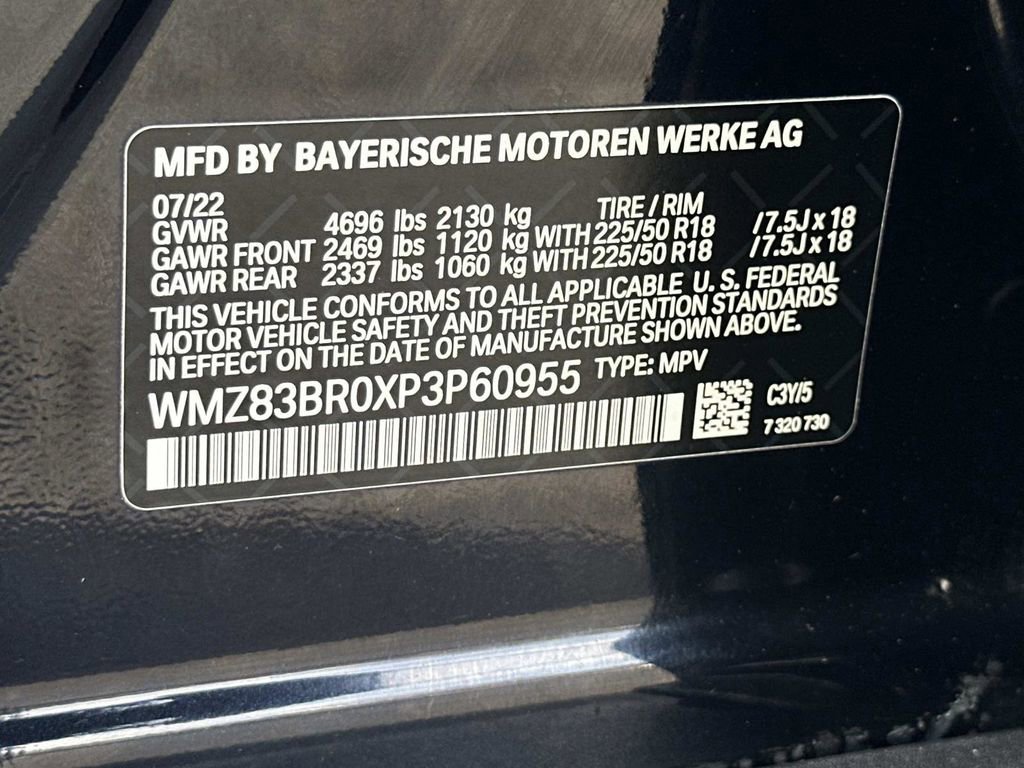 MFD BY BAYERISCHE MOTOREN WERKE AG
07/22 TIRE / RIM
GVWR 4696 lbs 2130 kg
GAWR FRONT 2469 lbs 1120 kg WITH 225/50 R18 /7.5J x 18
GAWR REAR 2337 lbs 1060 kg WITH 225/50 R18 /7.5J x 18
THIS VEHICLE CONFORMS TO ALL APPLICABLE U. S. FEDERAL
MOTOR VEHICLE SAFETY AND THEFT PREVENTION STANDARDS
IN EFFECT ON THE DATE OF MANUFACTURE SHOWN ABOVE.
WMZ83BR0XP3P60955 TYPE: MPV
C3Y/5
7 320 730